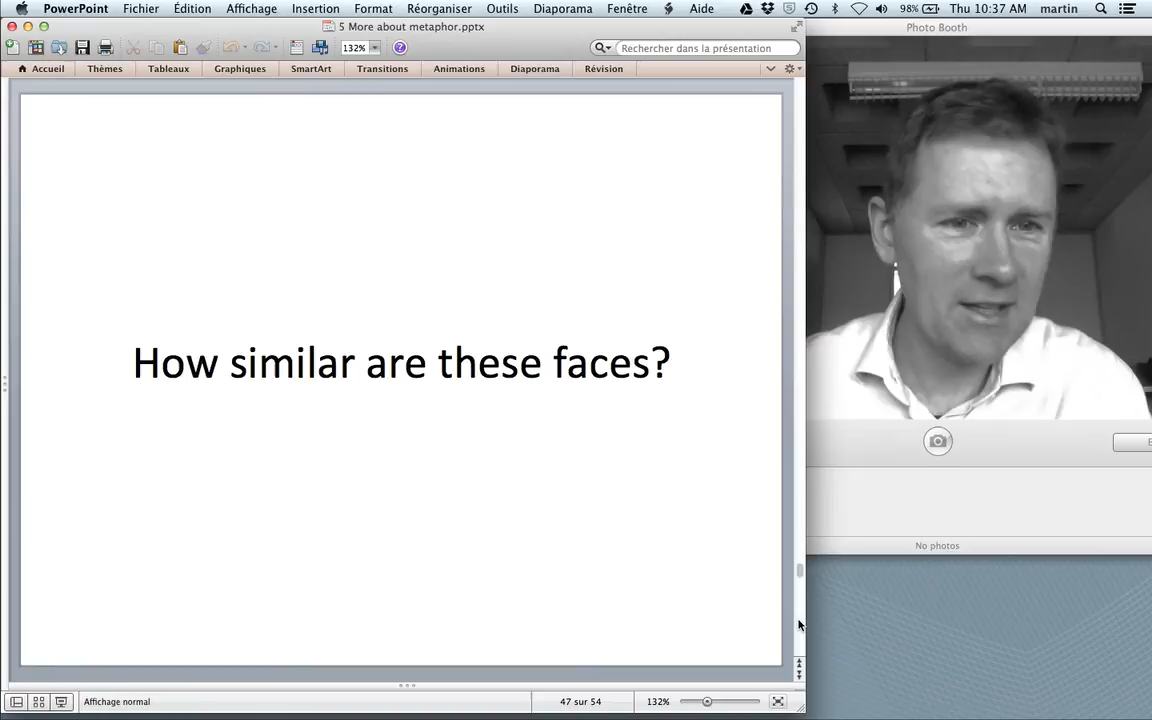 PowerPoint Fichier Édition Affichage Insertion Format Réorganiser Outils Diaporama Fenêtre Aide 98% Thu 10:37 AM martin
5 More about metaphor.pptx
Photo Booth
132% Rechercher dans la présentation
Accueil Thèmes Tableaux Graphiques SmartArt Transitions Animations Diaporama Révision
How similar are these faces?
No photos
Affichage normal 47 sur 54 132%